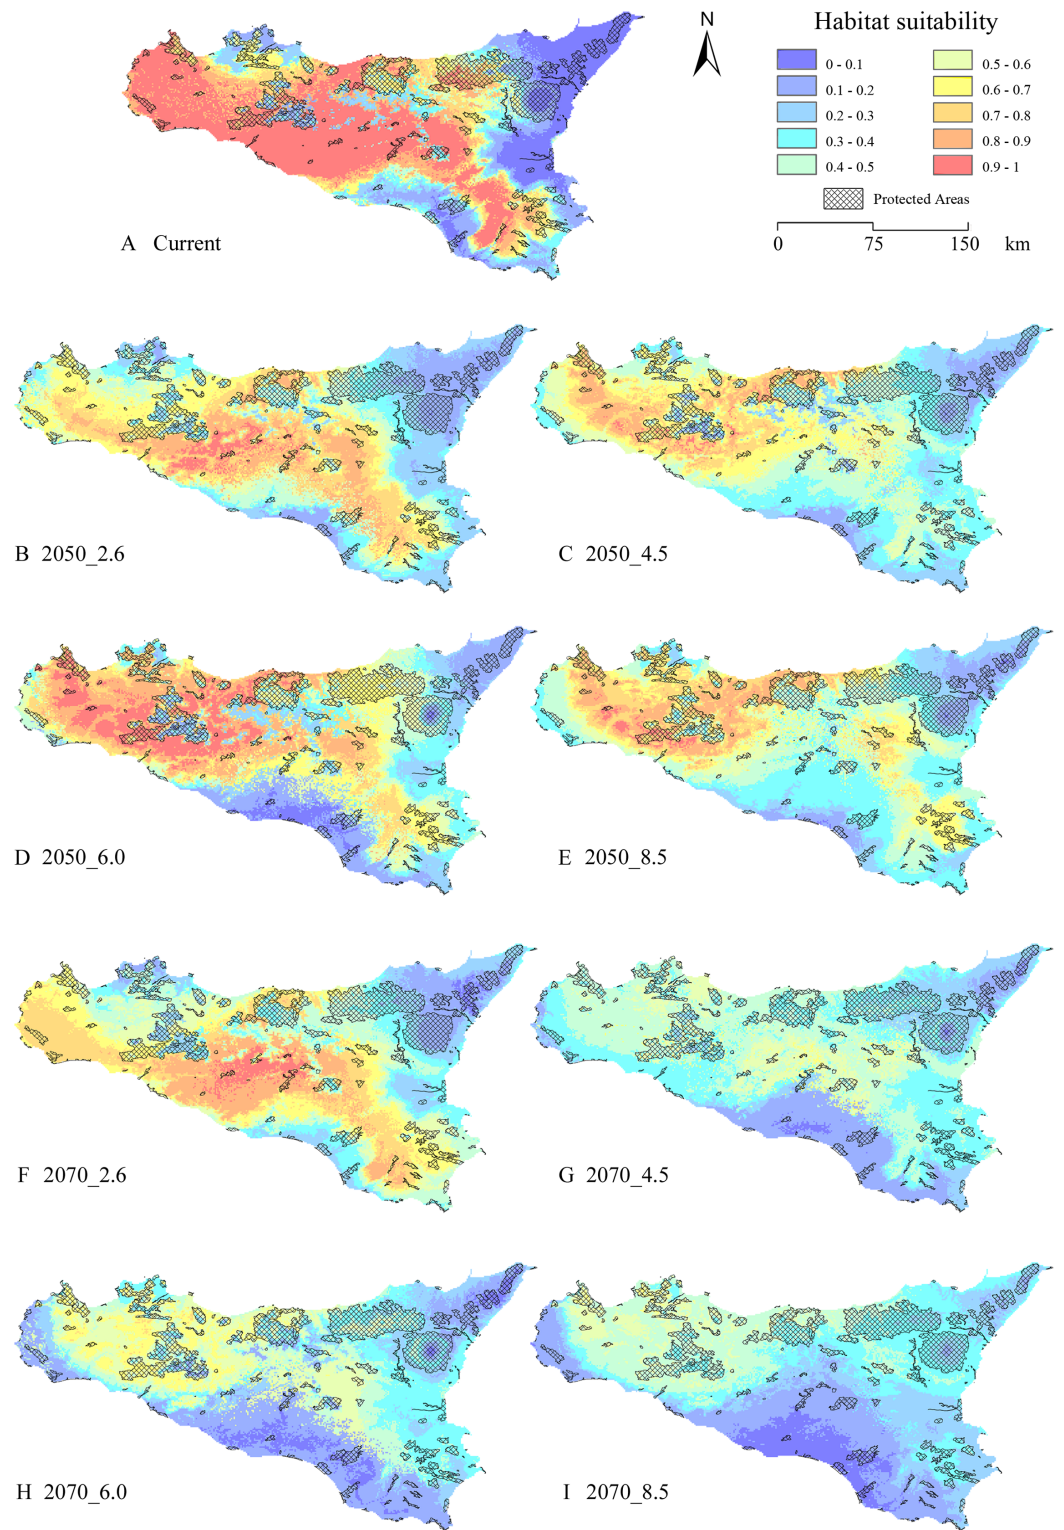 N
Habitat suitability
0 - 0.1
0.1 - 0.2
0.2 - 0.3
0.3 - 0.4
0.4 - 0.5
0.5 - 0.6
0.6 - 0.7
0.7 - 0.8
0.8 - 0.9
0.9 - 1
Protected Areas
0 75 150 km
A Current
B 2050_2.6
C 2050_4.5
D 2050_6.0
E 2050_8.5
F 2070_2.6
G 2070_4.5
H 2070_6.0
I 2070_8.5